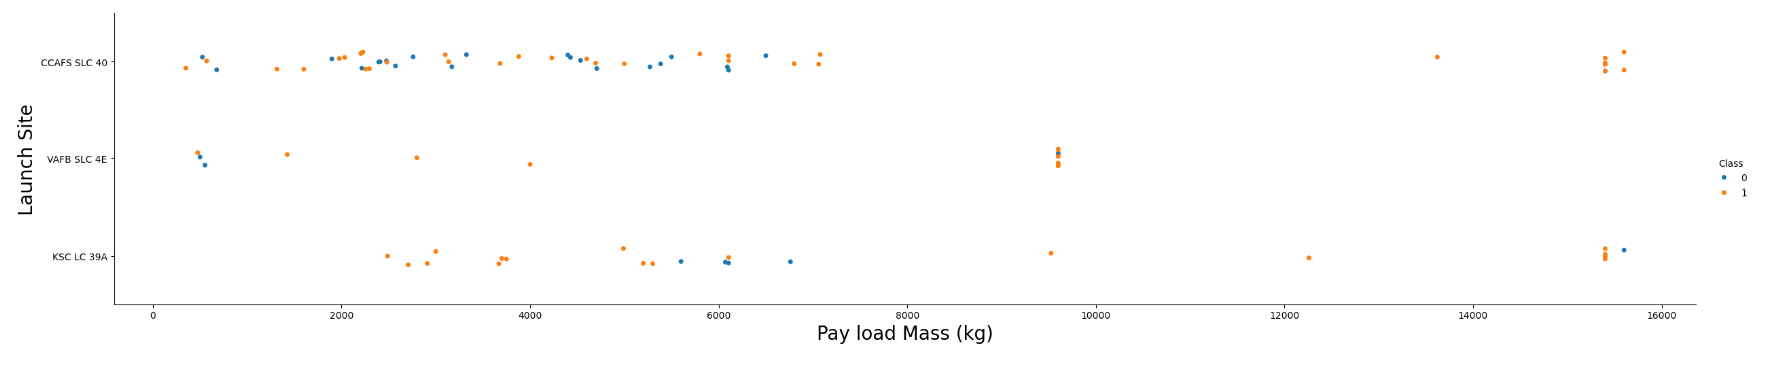 Launch Site
CCAFS SLC 40
VAFB SLC 4E
KSC LC 39A
0 2000 4000 6000 8000 10000 12000 14000 16000
Pay load Mass (kg)
Class
0
1